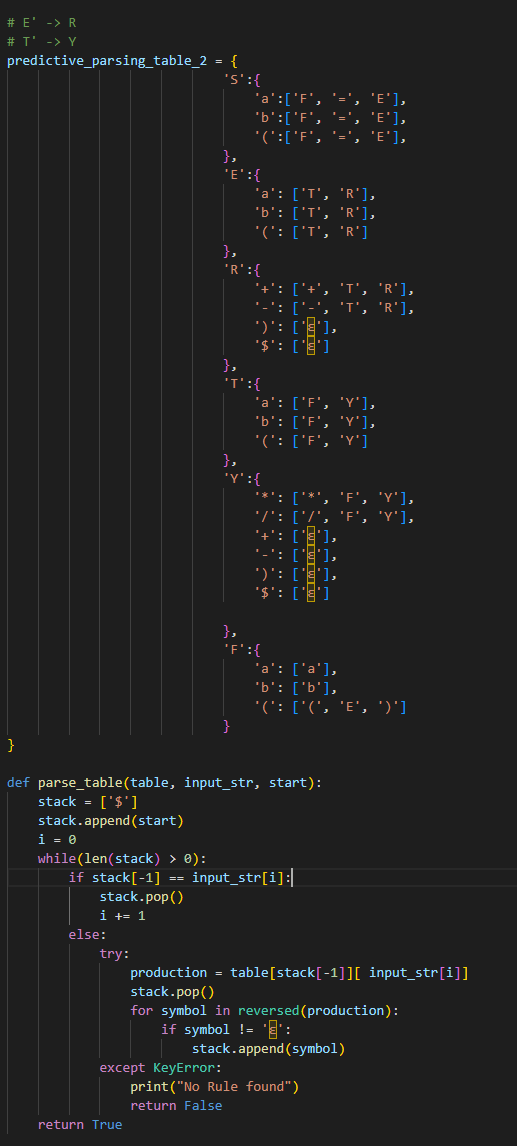 # E' -> R
# T' -> Y
predictive_parsing_table_2 = {
'S':{
'a':['F', '=', 'E'],
'b':['F', '=', 'E'],
'(':['F', '=', 'E'],
},
'E':{
'a': ['T', 'R'],
'b': ['T', 'R'],
'(': ['T', 'R']
},
'R':{
'+': ['+', 'T', 'R'],
'-': ['-', 'T', 'R'],
')': ['ε'],
'$': ['ε']
},
'T':{
'a': ['F', 'Y'],
'b': ['F', 'Y'],
'(': ['F', 'Y']
},
'Y':{
'*': ['*', 'F', 'Y'],
'/': ['/', 'F', 'Y'],
'+': ['ε'],
'-': ['ε'],
')': ['ε'],
'$': ['ε']
},
'F':{
'a': ['a'],
'b': ['b'],
'(': ['(', 'E', ')']
}
}
def parse_table(table, input_str, start):
stack = ['$']
stack.append(start)
i = 0
while(len(stack) > 0):
if stack[-1] == input_str[i]:
stack.pop()
i += 1
else:
try:
production = table[stack[-1]][ input_str[i]]
stack.pop()
for symbol in reversed(production):
if symbol != 'ε':
stack.append(symbol)
except KeyError:
print("No Rule found")
return False
return True